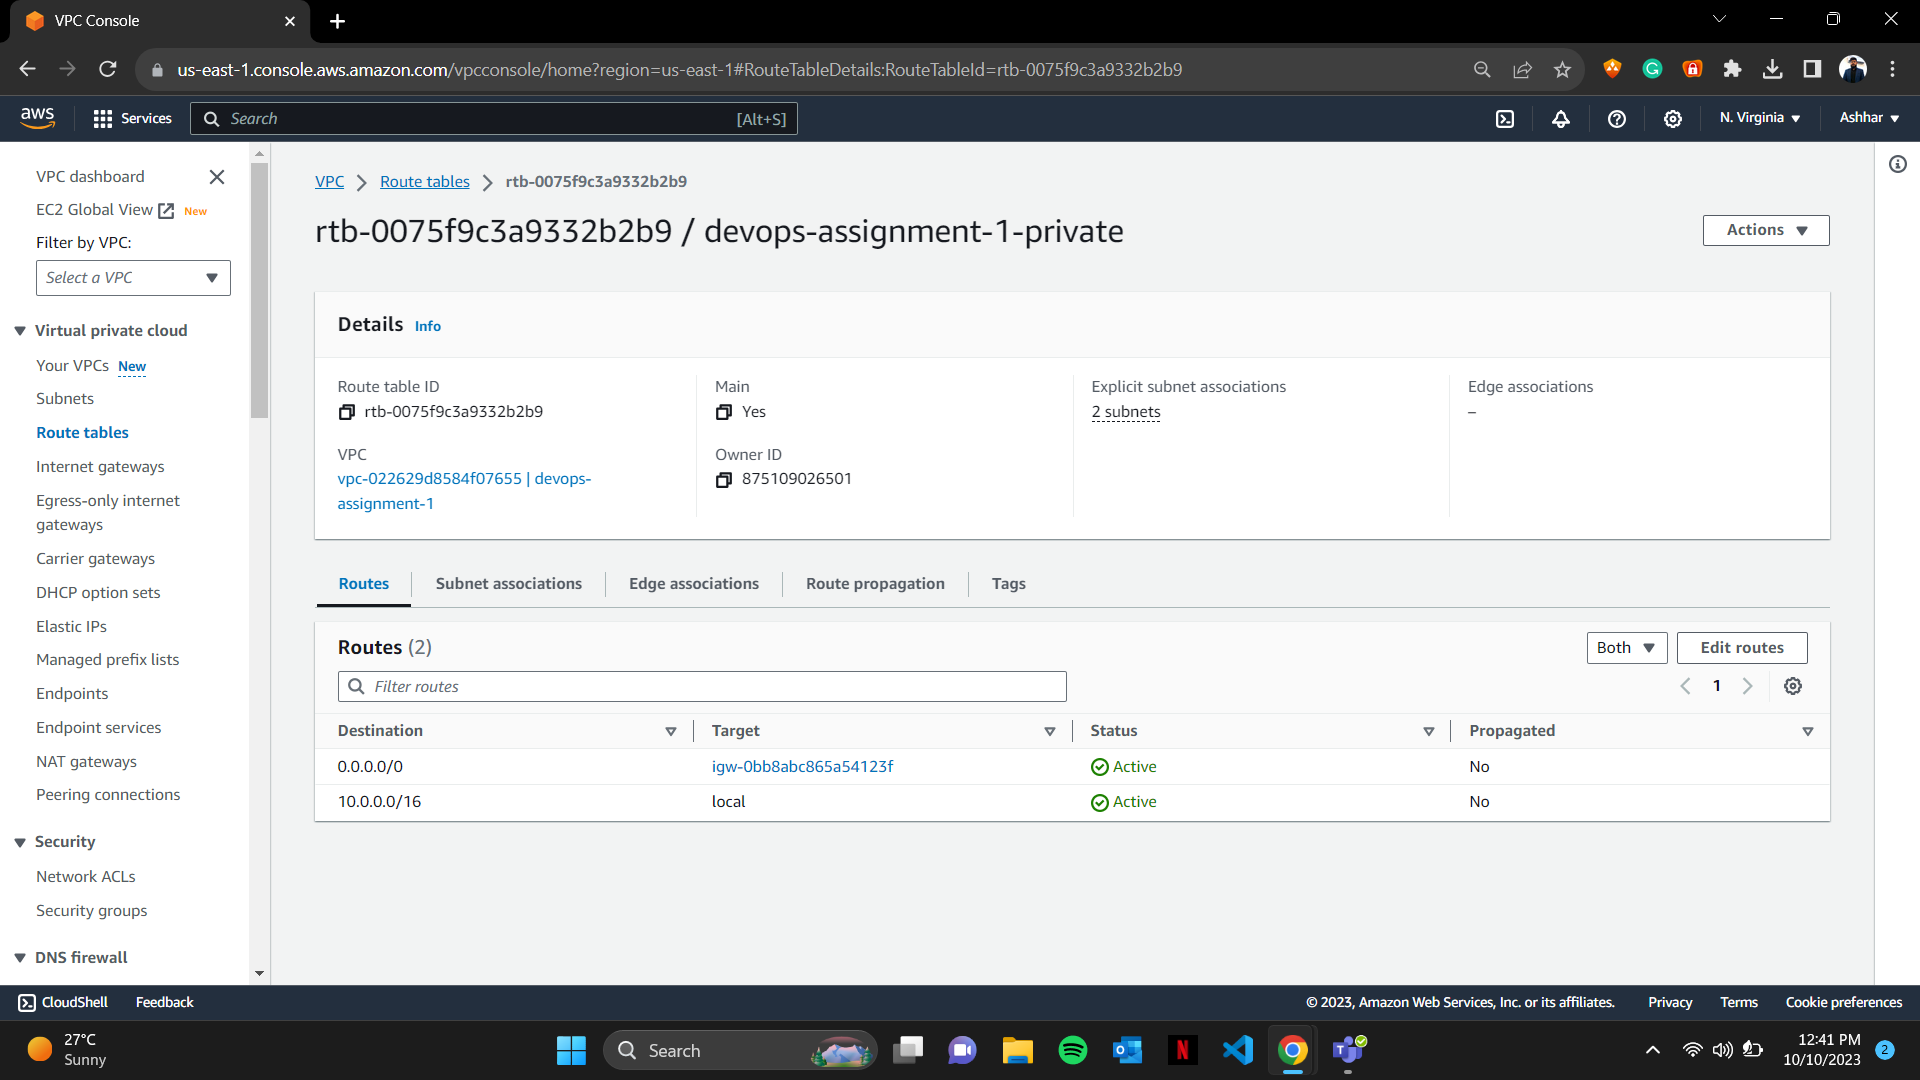 VPC Console
us-east-1.console.aws.amazon.com/vpcconsole/home?region=us-east-1#RouteTableDetails:RouteTableId=rtb-0075f9c3a9332b2b9
aws
Services
Search
[Alt+S]
N. Virginia
Ashhar
VPC dashboard
EC2 Global View New
Filter by VPC:
Select a VPC
Virtual private cloud
Your VPCs New
Subnets
Route tables
Internet gateways
Egress-only internet
gateways
Carrier gateways
DHCP option sets
Elastic IPs
Managed prefix lists
Endpoints
Endpoint services
NAT gateways
Peering connections
Security
Network ACLs
Security groups
DNS firewall
VPC Route tables rtb-0075f9c3a9332b2b9
rtb-0075f9c3a9332b2b9 / devops-assignment-1-private
Actions
Details Info
Route table ID
rtb-0075f9c3a9332b2b9
Main
Yes
Explicit subnet associations
2 subnets
Edge associations
–
VPC
vpc-022629d8584f07655 | devops-
assignment-1
Owner ID
875109026501
Routes Subnet associations Edge associations Route propagation Tags
Routes (2)
Both
Edit routes
Filter routes
1
Destination Target Status Propagated
0.0.0.0/0 igw-0bb8abc865a54123f Active No
10.0.0.0/16 local Active No
CloudShell Feedback © 2023, Amazon Web Services, Inc. or its affiliates. Privacy Terms Cookie preferences
27°C
Sunny
Search
12:41 PM
10/10/2023
2